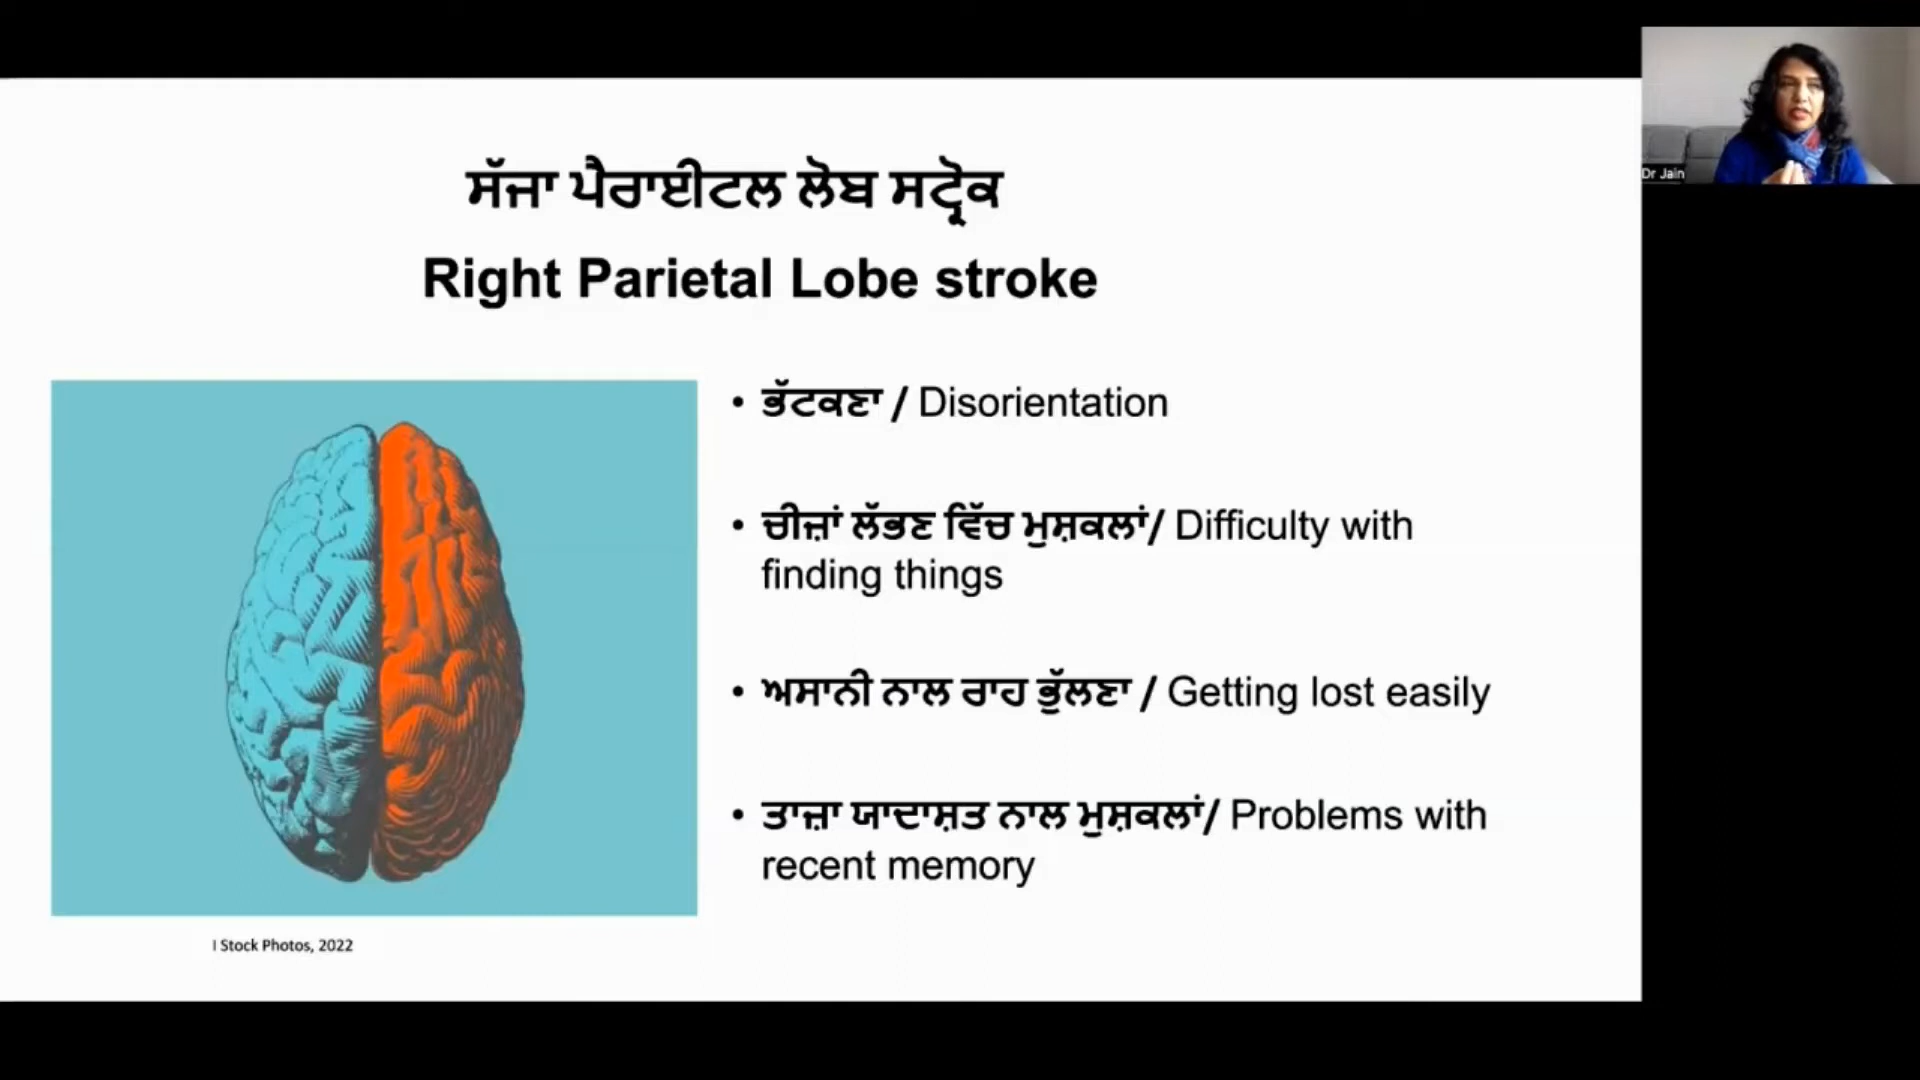 ਸੱਜਾ ਪੈਰਾਈਟਲ ਲੋਬ ਸਟ੍ਰੋਕ
Right Parietal Lobe stroke
• ਭੱਟਕਣਾ / Disorientation
• ਚੀਜ਼ਾਂ ਲੱਭਣ ਵਿੱਚ ਮੁਸ਼ਕਲਾਂ/ Difficulty with
finding things
• ਅਸਾਨੀ ਨਾਲ ਰਾਹ ਭੁੱਲਣਾ / Getting lost easily
• ਤਾਜ਼ਾ ਯਾਦਾਸ਼ਤ ਨਾਲ ਮੁਸ਼ਕਲਾਂ/ Problems with
recent memory
I Stock Photos, 2022
Dr Jain